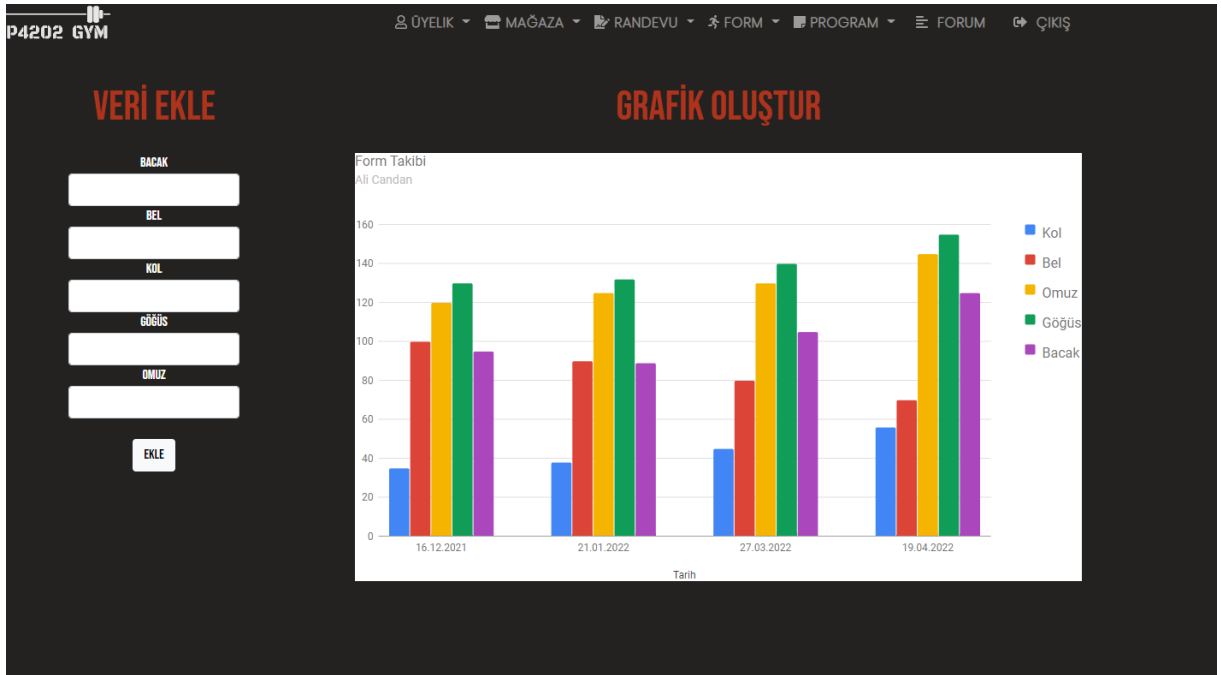 P4202 GYM
ÜYELIK MAĞAZA RANDEVU FORM PROGRAM FORUM ÇIKIŞ
VERİ EKLE
BACAK
BEL
KOL
GÖĞÜS
OMUZ
EKLE
GRAFİK OLUŞTUR
Form Takibi
Ali Candan
160
140
120
100
80
60
40
20
0
16.12.2021 21.01.2022 27.03.2022 19.04.2022
Tarih
Kol
Bel
Omuz
Göğüs
Bacak